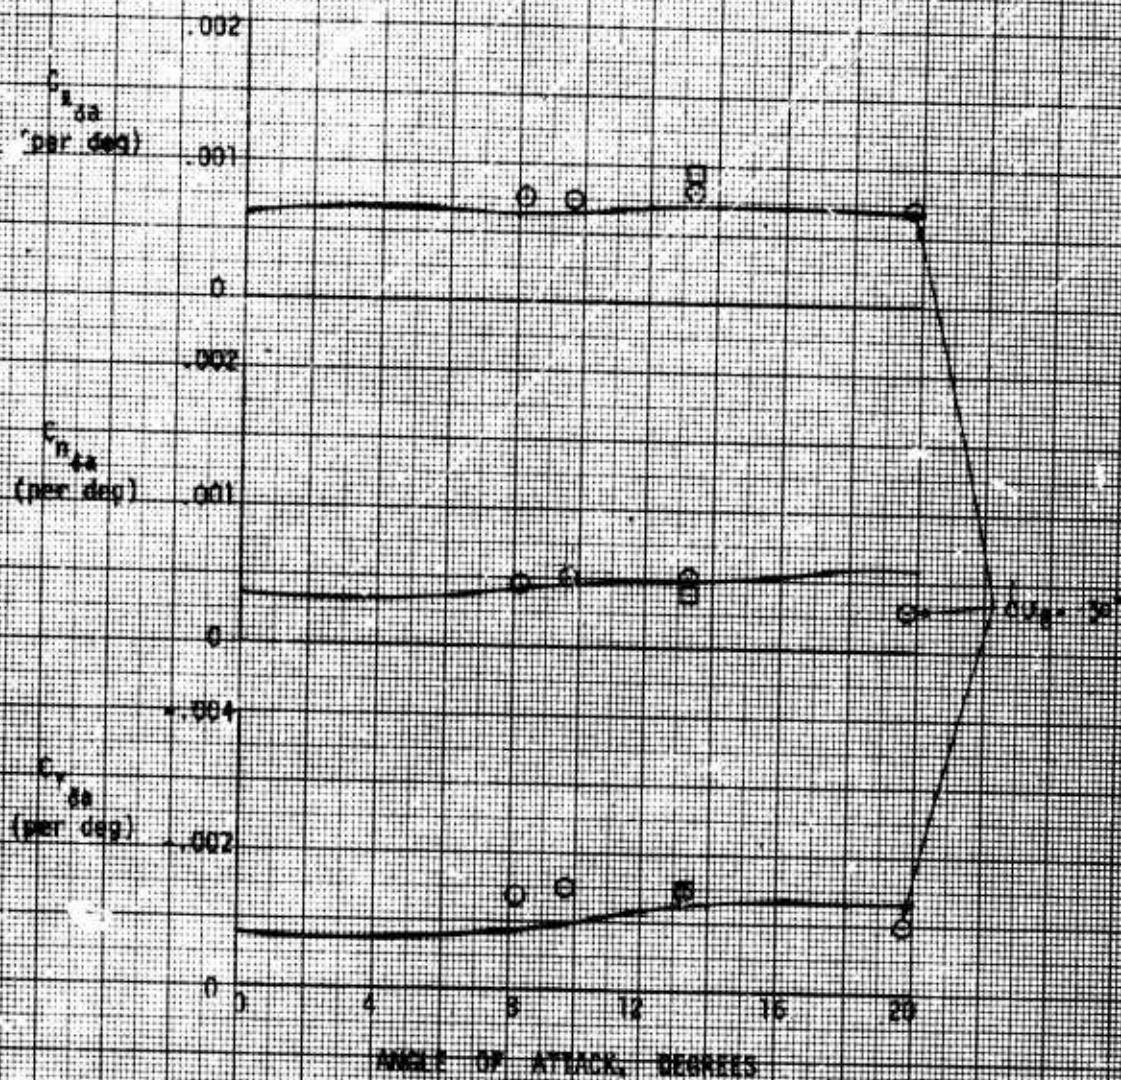 .002
C
δa
(per deg)
.001
0
.002
C n δa
(per deg)
.001
0
-.004
C Y δa
(per deg)
-.002
0
0 4 8 12 16 20
ANGLE OF ATTACK, DEGREES